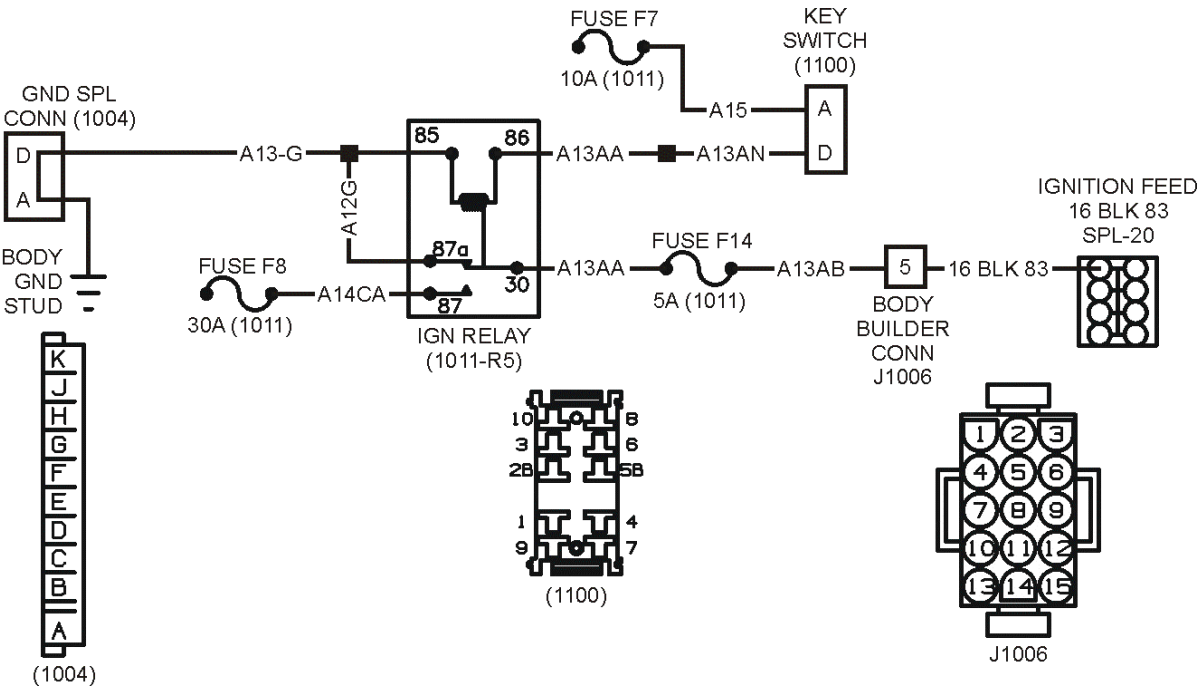 FUSE F7
10A (1011)
KEY
SWITCH
(1100)
A
D
A15
GND SPL
CONN (1004)
D
A
A13-G
A12G
85
86
87a
87
30
A13AA
A13AN
BODY
GND
STUD
FUSE F8
30A (1011)
A14CA
IGN RELAY
(1011-R5)
A13AA
FUSE F14
5A (1011)
A13AB
5
BODY
BUILDER
CONN
J1006
16 BLK 83
IGNITION FEED
16 BLK 83
SPL-20
K
J
H
G
F
E
D
C
B
A
(1004)
10 8
3 6
2B 5B
1 4
9 7
(1100)
1 2 3
4 5 6
7 8 9
10 11 12
13 14 15
J1006